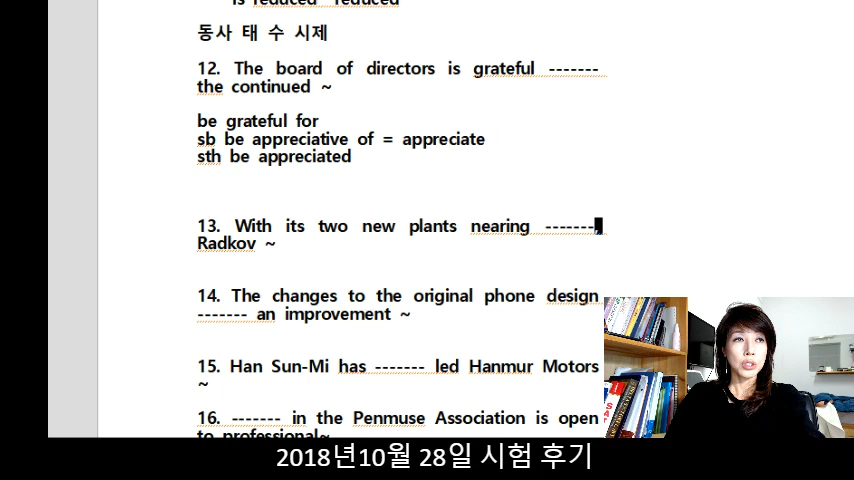 is reduced reduced
동사 태 수 시제
12. The board of directors is grateful -------
the continued ~
be grateful for
sb be appreciative of = appreciate
sth be appreciated
13. With its two new plants nearing -------,
Radkov ~
14. The changes to the original phone design
------- an improvement ~
15. Han Sun-Mi has ------- led Hanmur Motors
~
16. ------- in the Penmuse Association is open
to professional~
2018년10월 28일 시험 후기